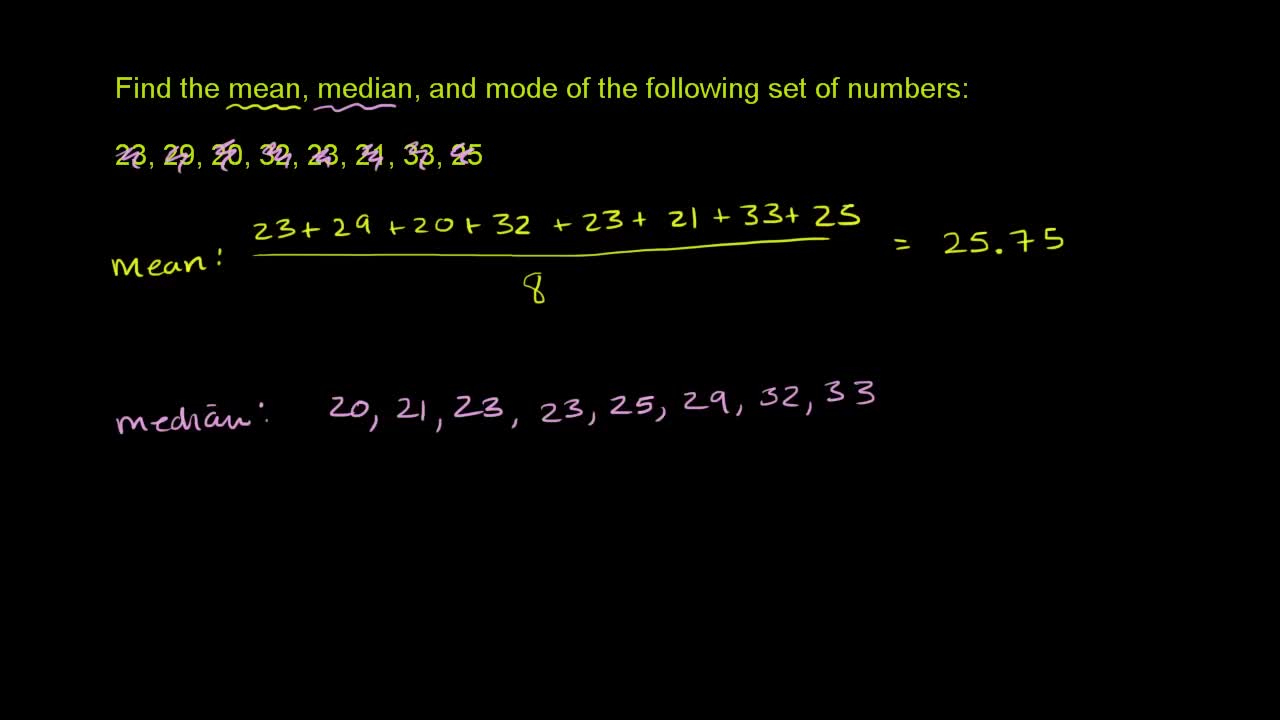 Find the mean, median, and mode of the following set of numbers:
23, 29, 20, 32, 23, 21, 33, 25
23 + 29 + 20 + 32 + 23 + 21 + 33 + 25
mean: = 25.75
8
median: 20, 21, 23, 23, 25, 29, 32, 33